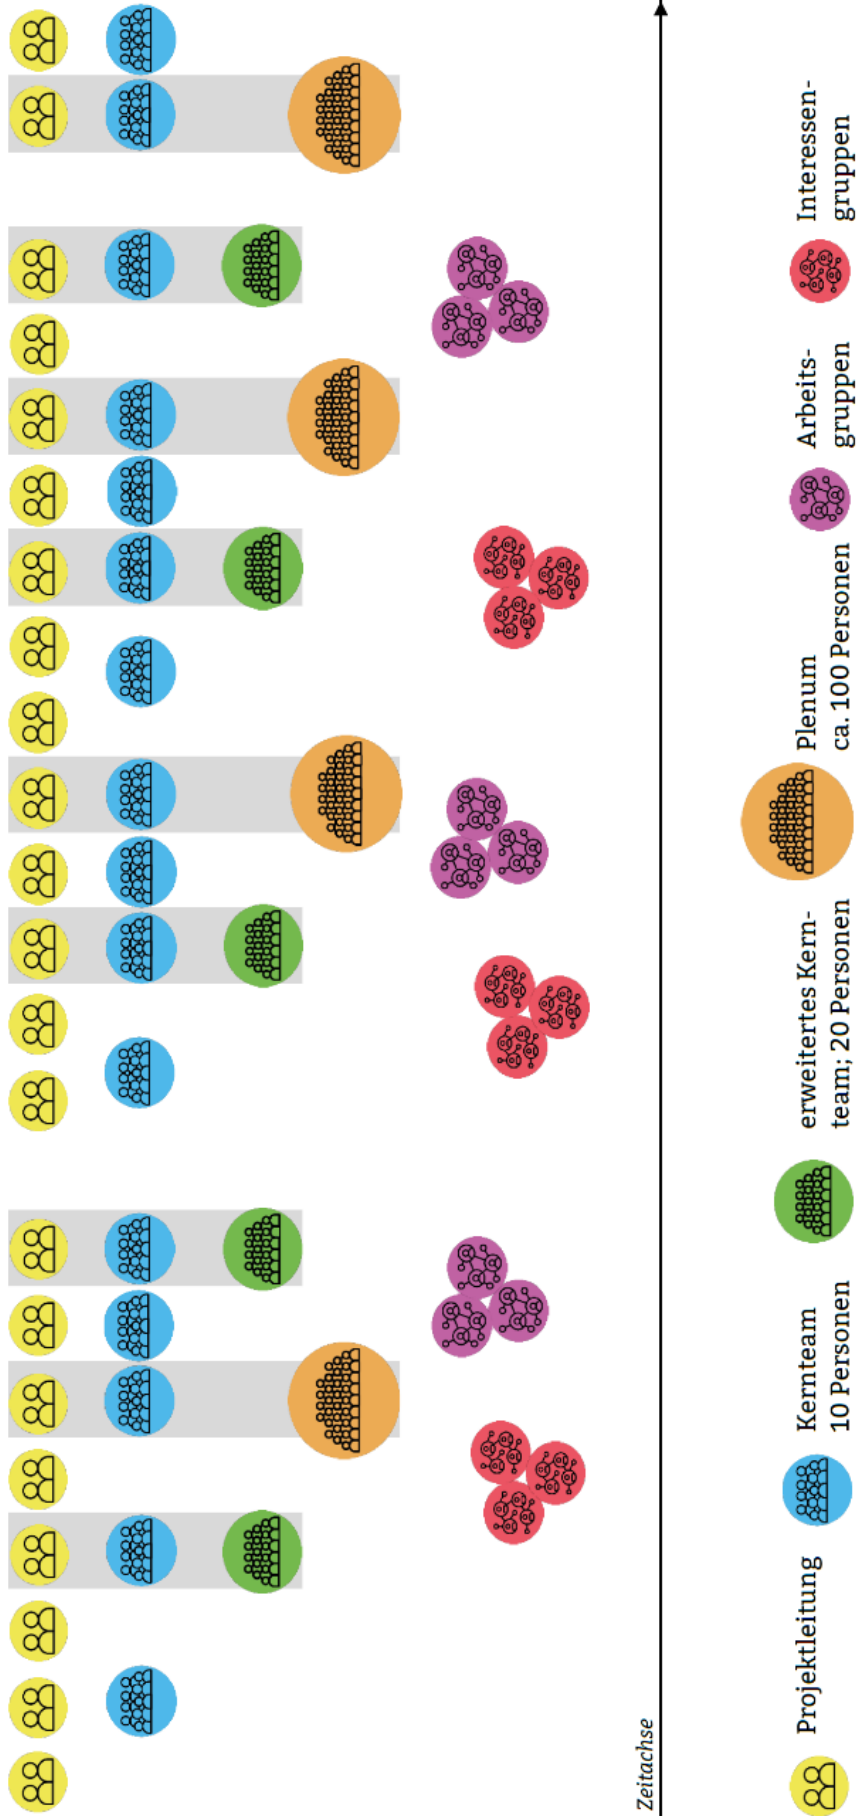 Zeitachse
Projektleitung
Kernteam
10 Personen
erweitertes Kern-
team; 20 Personen
Plenum
ca. 100 Personen
Arbeits-
gruppen
Interessen-
gruppen